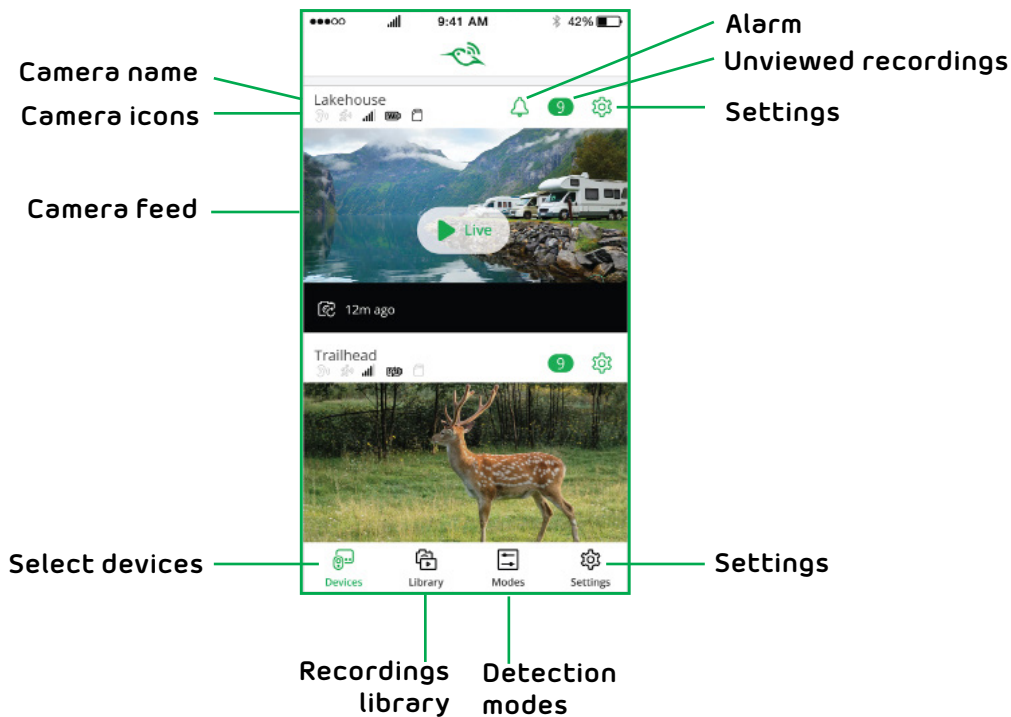 9:41 AM
42%
Alarm
Unviewed recordings
Camera name
Lakehouse
9
Settings
Camera icons
Camera feed
Live
12m ago
Trailhead
9
Select devices
Devices
Library
Modes
Settings
Settings
Recordings
library
Detection
modes